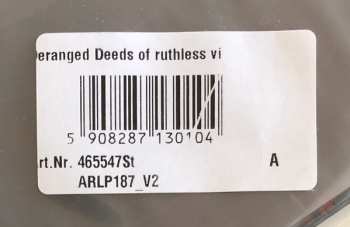 eranged Deeds of ruthless vi
5 908287 130104
rt.Nr. 465547St A
ARLP187_V2